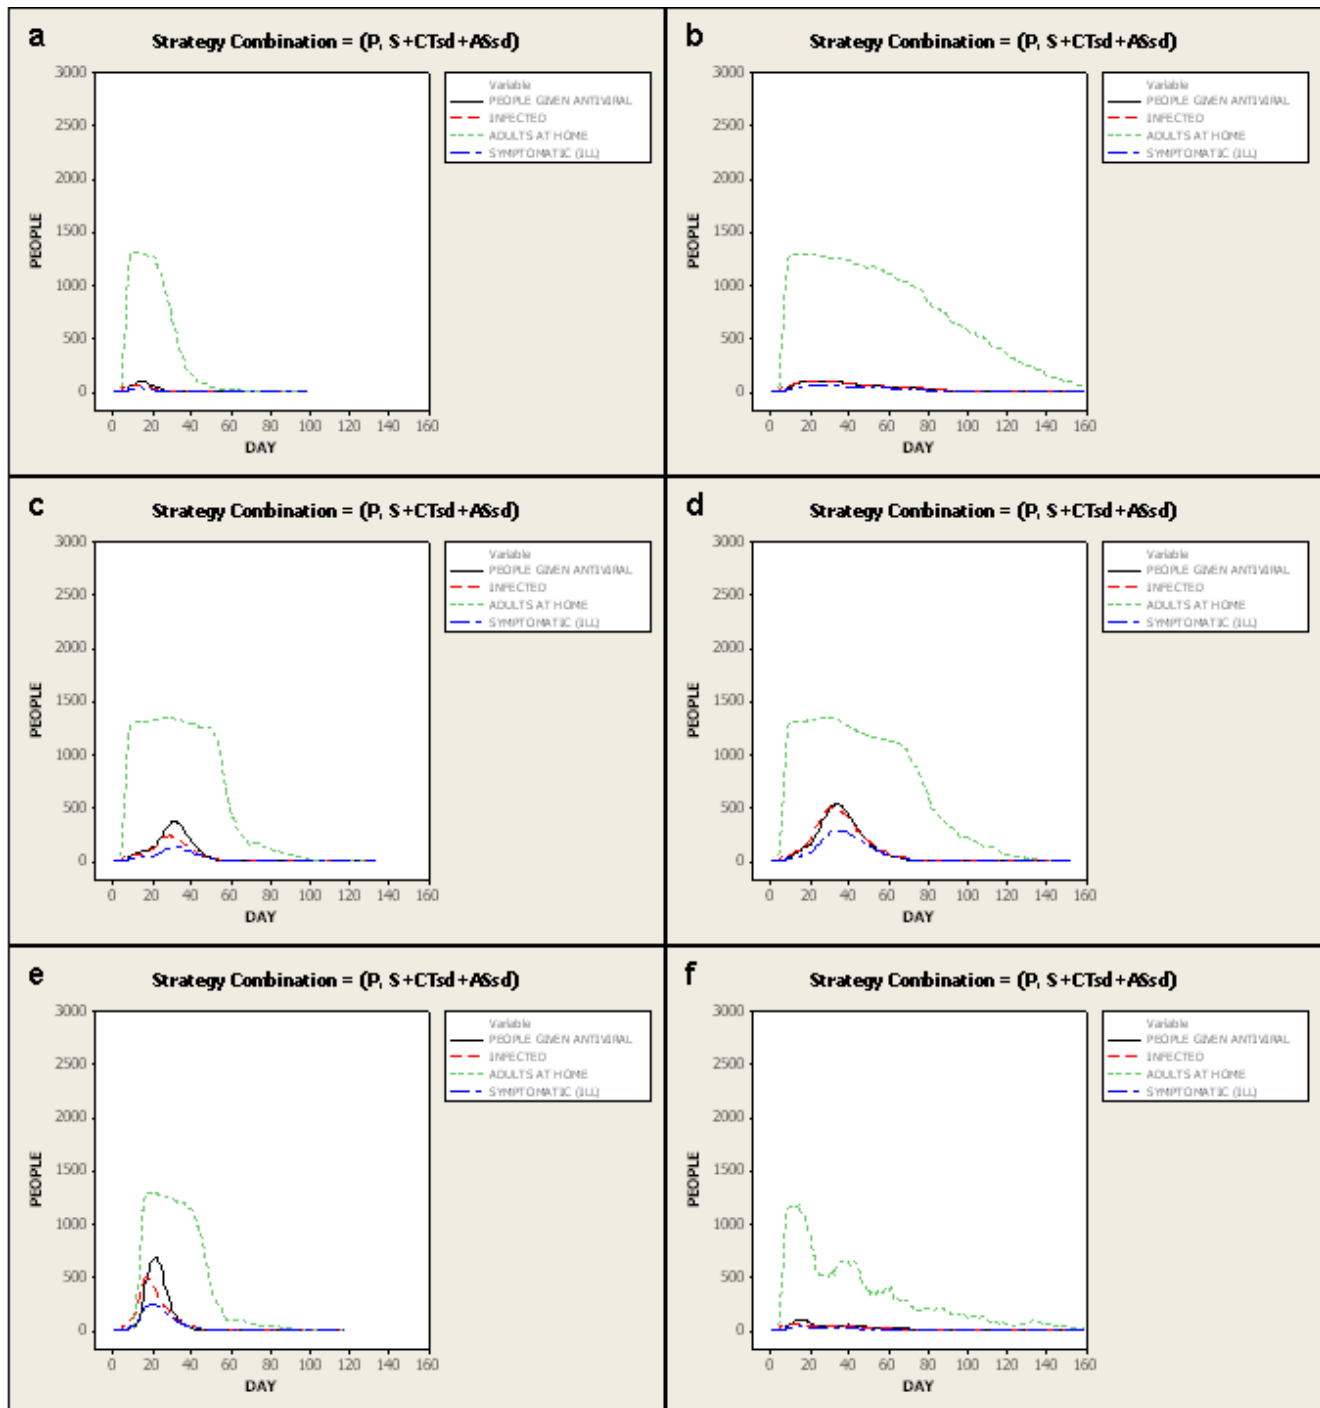 a
Strategy Combination = (P, S+CTsd+ASsd)
3000
2500
2000
1500
1000
500
0
PEOPLE
0 20 40 60 80 100 120 140 160
DAY
Variable
PEOPLE GIVEN ANTIVIRAL
INFECTED
ADULTS AT HOME
SYMPTOMATIC (ILL)
b
Strategy Combination = (P, S+CTsd+ASsd)
3000
2500
2000
1500
1000
500
0
PEOPLE
0 20 40 60 80 100 120 140 160
DAY
Variable
PEOPLE GIVEN ANTIVIRAL
INFECTED
ADULTS AT HOME
SYMPTOMATIC (ILL)
c
Strategy Combination = (P, S+CTsd+ASsd)
3000
2500
2000
1500
1000
500
0
PEOPLE
0 20 40 60 80 100 120 140 160
DAY
Variable
PEOPLE GIVEN ANTIVIRAL
INFECTED
ADULTS AT HOME
SYMPTOMATIC (ILL)
d
Strategy Combination = (P, S+CTsd+ASsd)
3000
2500
2000
1500
1000
500
0
PEOPLE
0 20 40 60 80 100 120 140 160
DAY
Variable
PEOPLE GIVEN ANTIVIRAL
INFECTED
ADULTS AT HOME
SYMPTOMATIC (ILL)
e
Strategy Combination = (P, S+CTsd+ASsd)
3000
2500
2000
1500
1000
500
0
PEOPLE
0 20 40 60 80 100 120 140 160
DAY
Variable
PEOPLE GIVEN ANTIVIRAL
INFECTED
ADULTS AT HOME
SYMPTOMATIC (ILL)
f
Strategy Combination = (P, S+CTsd+ASsd)
3000
2500
2000
1500
1000
500
0
PEOPLE
0 20 40 60 80 100 120 140 160
DAY
Variable
PEOPLE GIVEN ANTIVIRAL
INFECTED
ADULTS AT HOME
SYMPTOMATIC (ILL)